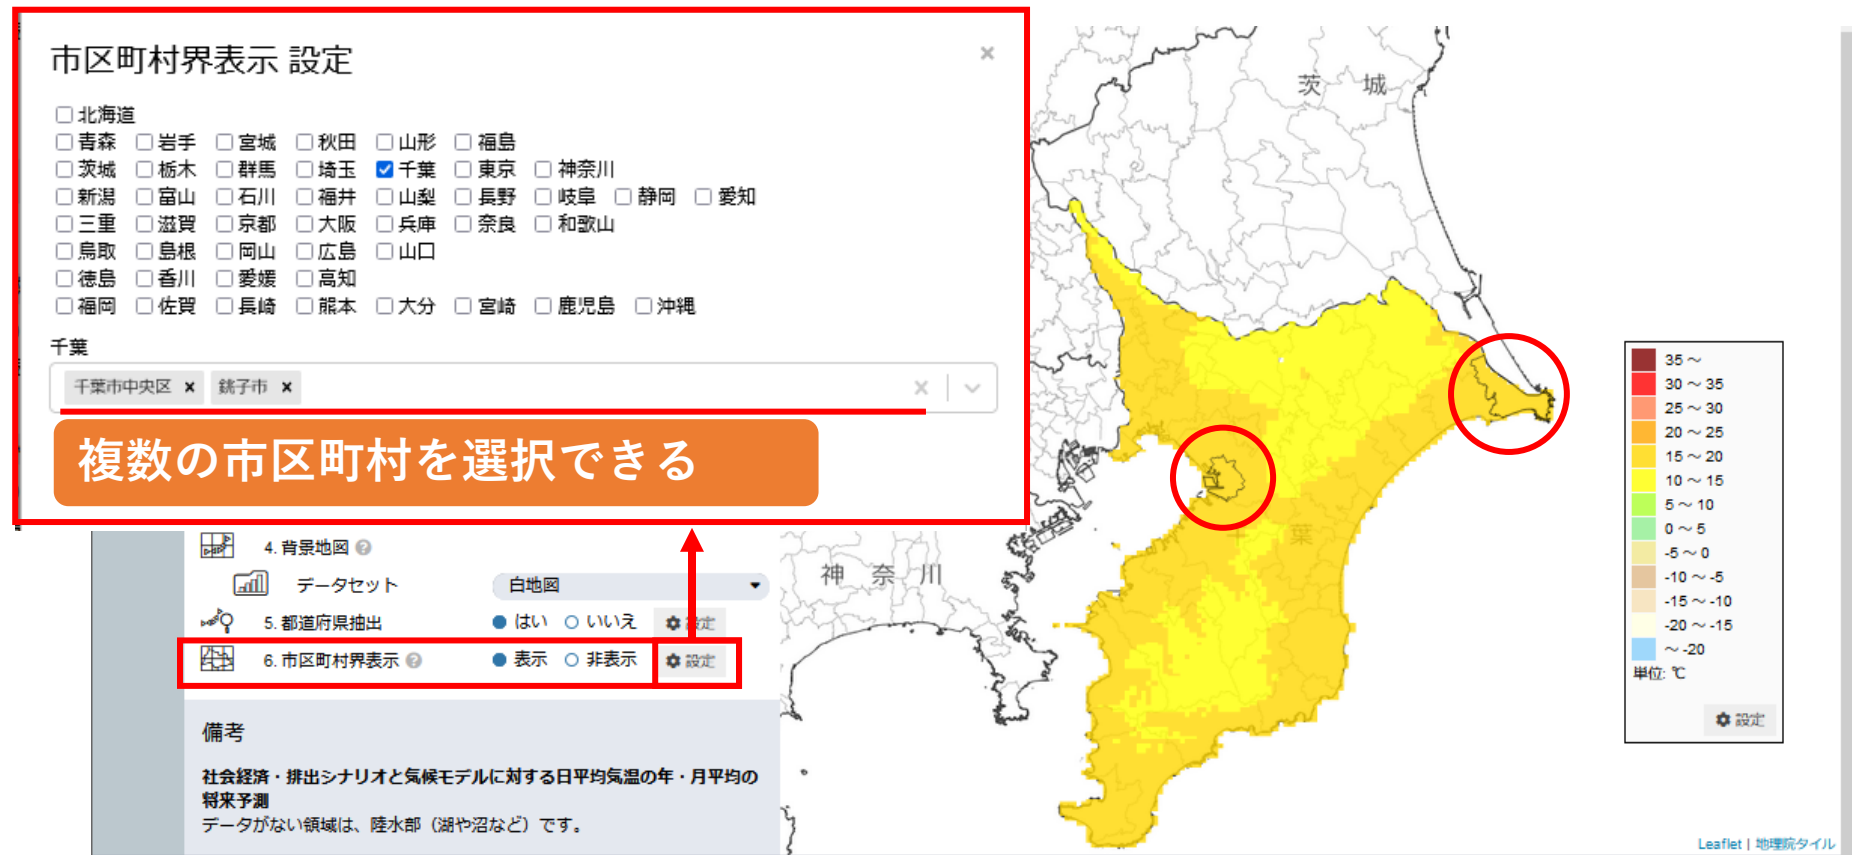 市区町村界表示 設定
×
北海道
青森 岩手 宮城 秋田 山形 福島
茨城 栃木 群馬 埼玉 千葉 東京 神奈川
新潟 富山 石川 福井 山梨 長野 岐阜 静岡 愛知
三重 滋賀 京都 大阪 兵庫 奈良 和歌山
鳥取 島根 岡山 広島 山口
徳島 香川 愛媛 高知
福岡 佐賀 長崎 熊本 大分 宮崎 鹿児島 沖縄
千葉
千葉市中央区 × 銚子市 ×
複数の市区町村を選択できる
4. 背景地図
データセット 白地図
5. 都道府県抽出 はい いいえ 設定
6. 市区町村界表示 表示 非表示 設定
備考
社会経済・排出シナリオと気候モデルに対する日平均気温の年・月平均の
将来予測
データがない領域は、陸水部（湖や沼など）です。
茨 城
千 葉
神 奈 川
35 ～
30 ～ 35
25 ～ 30
20 ～ 25
15 ～ 20
10 ～ 15
5 ～ 10
0 ～ 5
-5 ～ 0
-10 ～ -5
-15 ～ -10
-20 ～ -15
～ -20
単位: ℃
設定
Leaflet | 地理院タイル